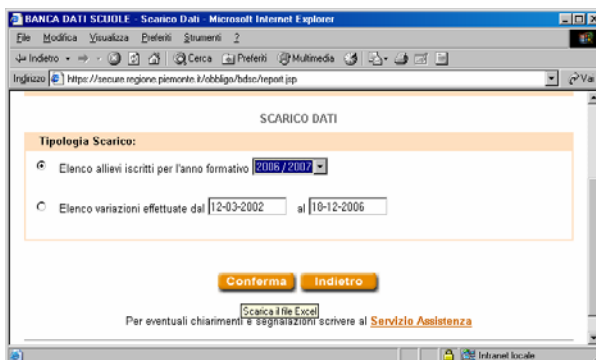 BANCA DATI SCUOLE - Scarico Dati - Microsoft Internet Explorer
File Modifica Visualizza Preferiti Strumenti ?
Indietro Cerca Preferiti Multimedia
Indirizzo https://secure.regione.piemonte.it/obbligo/bdsc/report.jsp Vai
SCARICO DATI
Tipologia Scarico:
Elenco allievi iscritti per l'anno formativo 2006/2007
Elenco variazioni effettuate dal 12-03-2002 al 18-12-2006
Conferma Indietro
Scarica il file Excel
Per eventuali chiarimenti e segnalazioni scrivere al Servizio Assistenza
Intranet locale